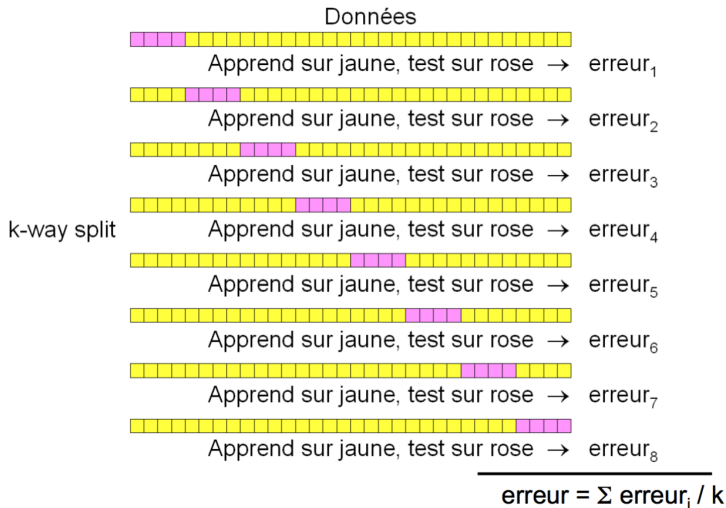 Données
Apprend sur jaune, test sur rose → erreur₁
Apprend sur jaune, test sur rose → erreur₂
Apprend sur jaune, test sur rose → erreur₃
k-way split
Apprend sur jaune, test sur rose → erreur₄
Apprend sur jaune, test sur rose → erreur₅
Apprend sur jaune, test sur rose → erreur₆
Apprend sur jaune, test sur rose → erreur₇
Apprend sur jaune, test sur rose → erreur₈
erreur = Σ erreurᵢ / k